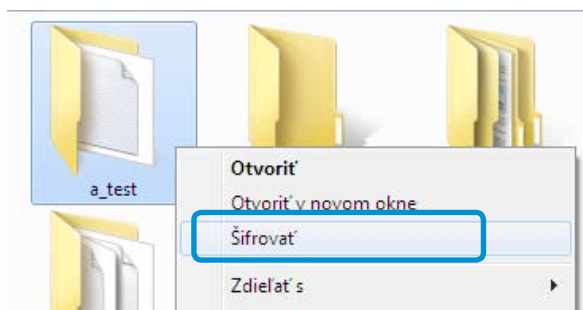 a_test
Otvoriť
Otvoriť v novom okne
Šifrovať
Zdieľať s